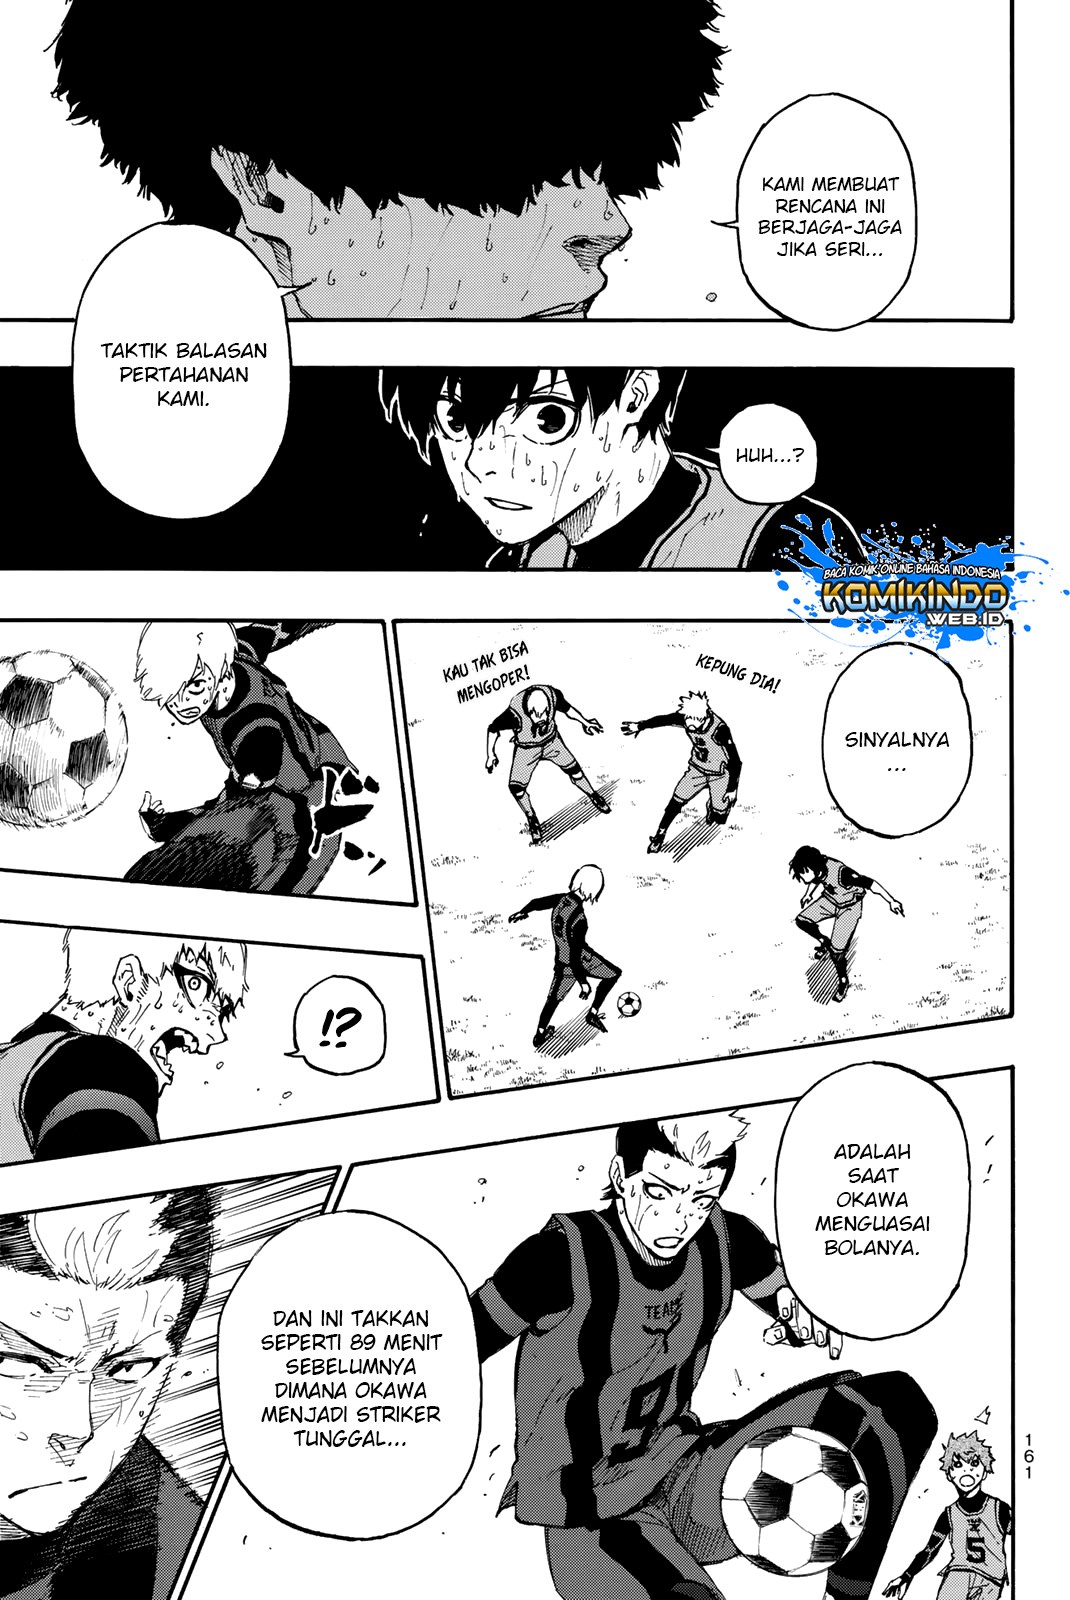 KAMI MEMBUAT
RENCANA INI
BERJAGA-JAGA
JIKA SERI...
TAKTIK BALASAN
PERTAHANAN
KAMI.
HUH...?
BACA KOMIK ONLINE BAHASA INDONESIA
KOMIKINDO
.WEB.ID
SINYALNYA
...
KEPUNG DIA!
KAU TAK BISA
MENGOPER!
!?
ADALAH
SAAT
OKAWA
MENGUASAI
BOLANYA.
TEAM
DAN INI TAKKAN
SEPERTI 89 MENIT
SEBELUMNYA
DIMANA OKAWA
MENJADI STRIKER
TUNGGAL...
5
161